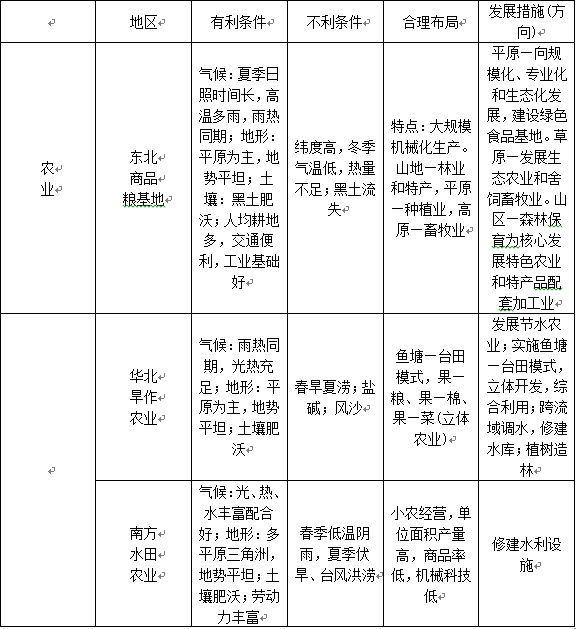 地区
有利条件
不利条件
合理布局
发展措施(方
向)
农
业
东北
商品
粮基地
气候:夏季日
照时间长,高
温多雨,雨热
同期;地形:
平原为主,地
势平坦;土
壤:黑土肥
沃;人均耕地
多,交通便
利,工业基础
好
纬度高,冬季
气温低,热量
不足;黑土流
失
特点:大规模
机械化生产。
山地—林业
和特产,平原
—种植业,高
原—畜牧业
平原—向规
模化、专业化
和生态化发
展,建设绿色
食品基地。草
原—发展生
态农业和舍
饲畜牧业。山
区—森林保
育为核心发
展特色农业
和特产品配
套加工业
华北
旱作
农业
气候:雨热同
期,光热充
足;地形:平
原为主,地势
平坦;土壤肥
沃
春旱夏涝;盐
碱;风沙
鱼塘—台田
模式,果—
粮、果—棉、
果—菜(立体
农业)
发展节水农
业;实施鱼塘
—台田模式,
立体开发,综
合利用;跨流
域调水,修建
水库;植树造
林
南方
水田
农业
气候:光、热、
水丰富配合
好;地形:多
平原三角洲,
地势平坦;土
壤肥沃;劳动
力丰富
春季低温阴
雨,夏季伏
旱、台风洪涝
小农经营,单
位面积产量
高,商品率
低,机械科技
低
修建水利设
施